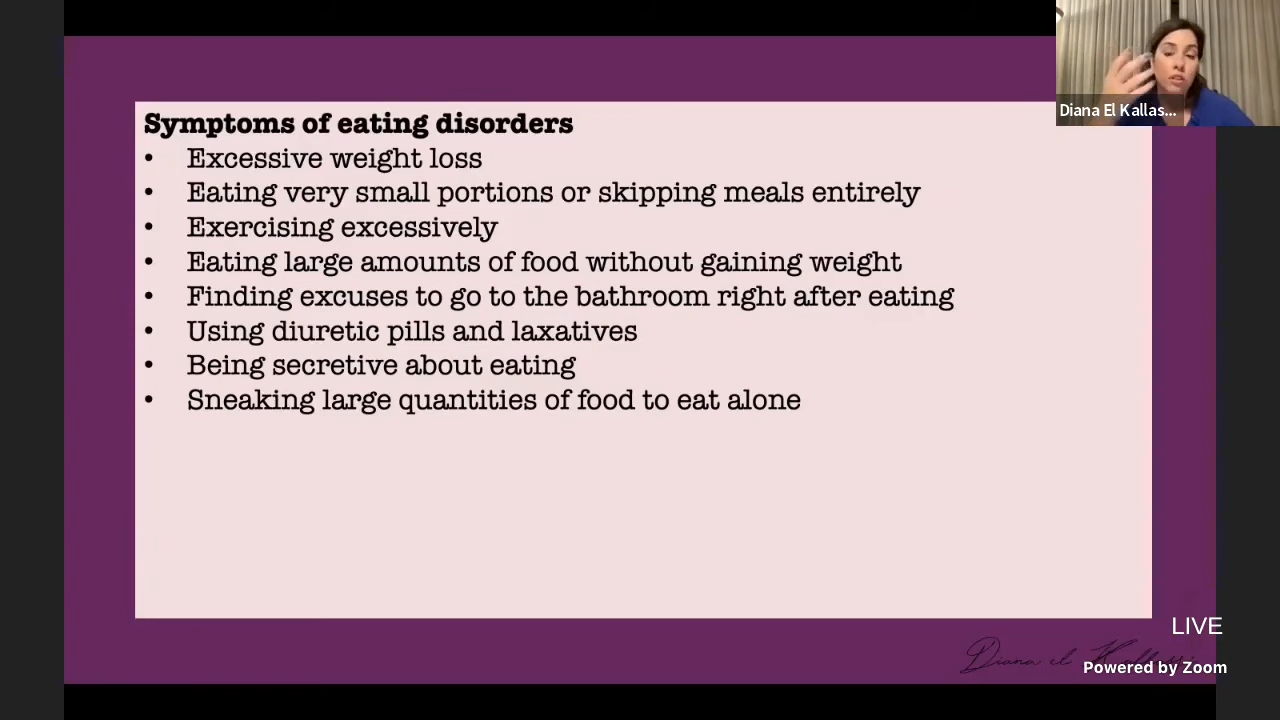 Diana El Kallas...
Symptoms of eating disorders
• Excessive weight loss
• Eating very small portions or skipping meals entirely
• Exercising excessively
• Eating large amounts of food without gaining weight
• Finding excuses to go to the bathroom right after eating
• Using diuretic pills and laxatives
• Being secretive about eating
• Sneaking large quantities of food to eat alone
LIVE
Diana el
Powered by Zoom